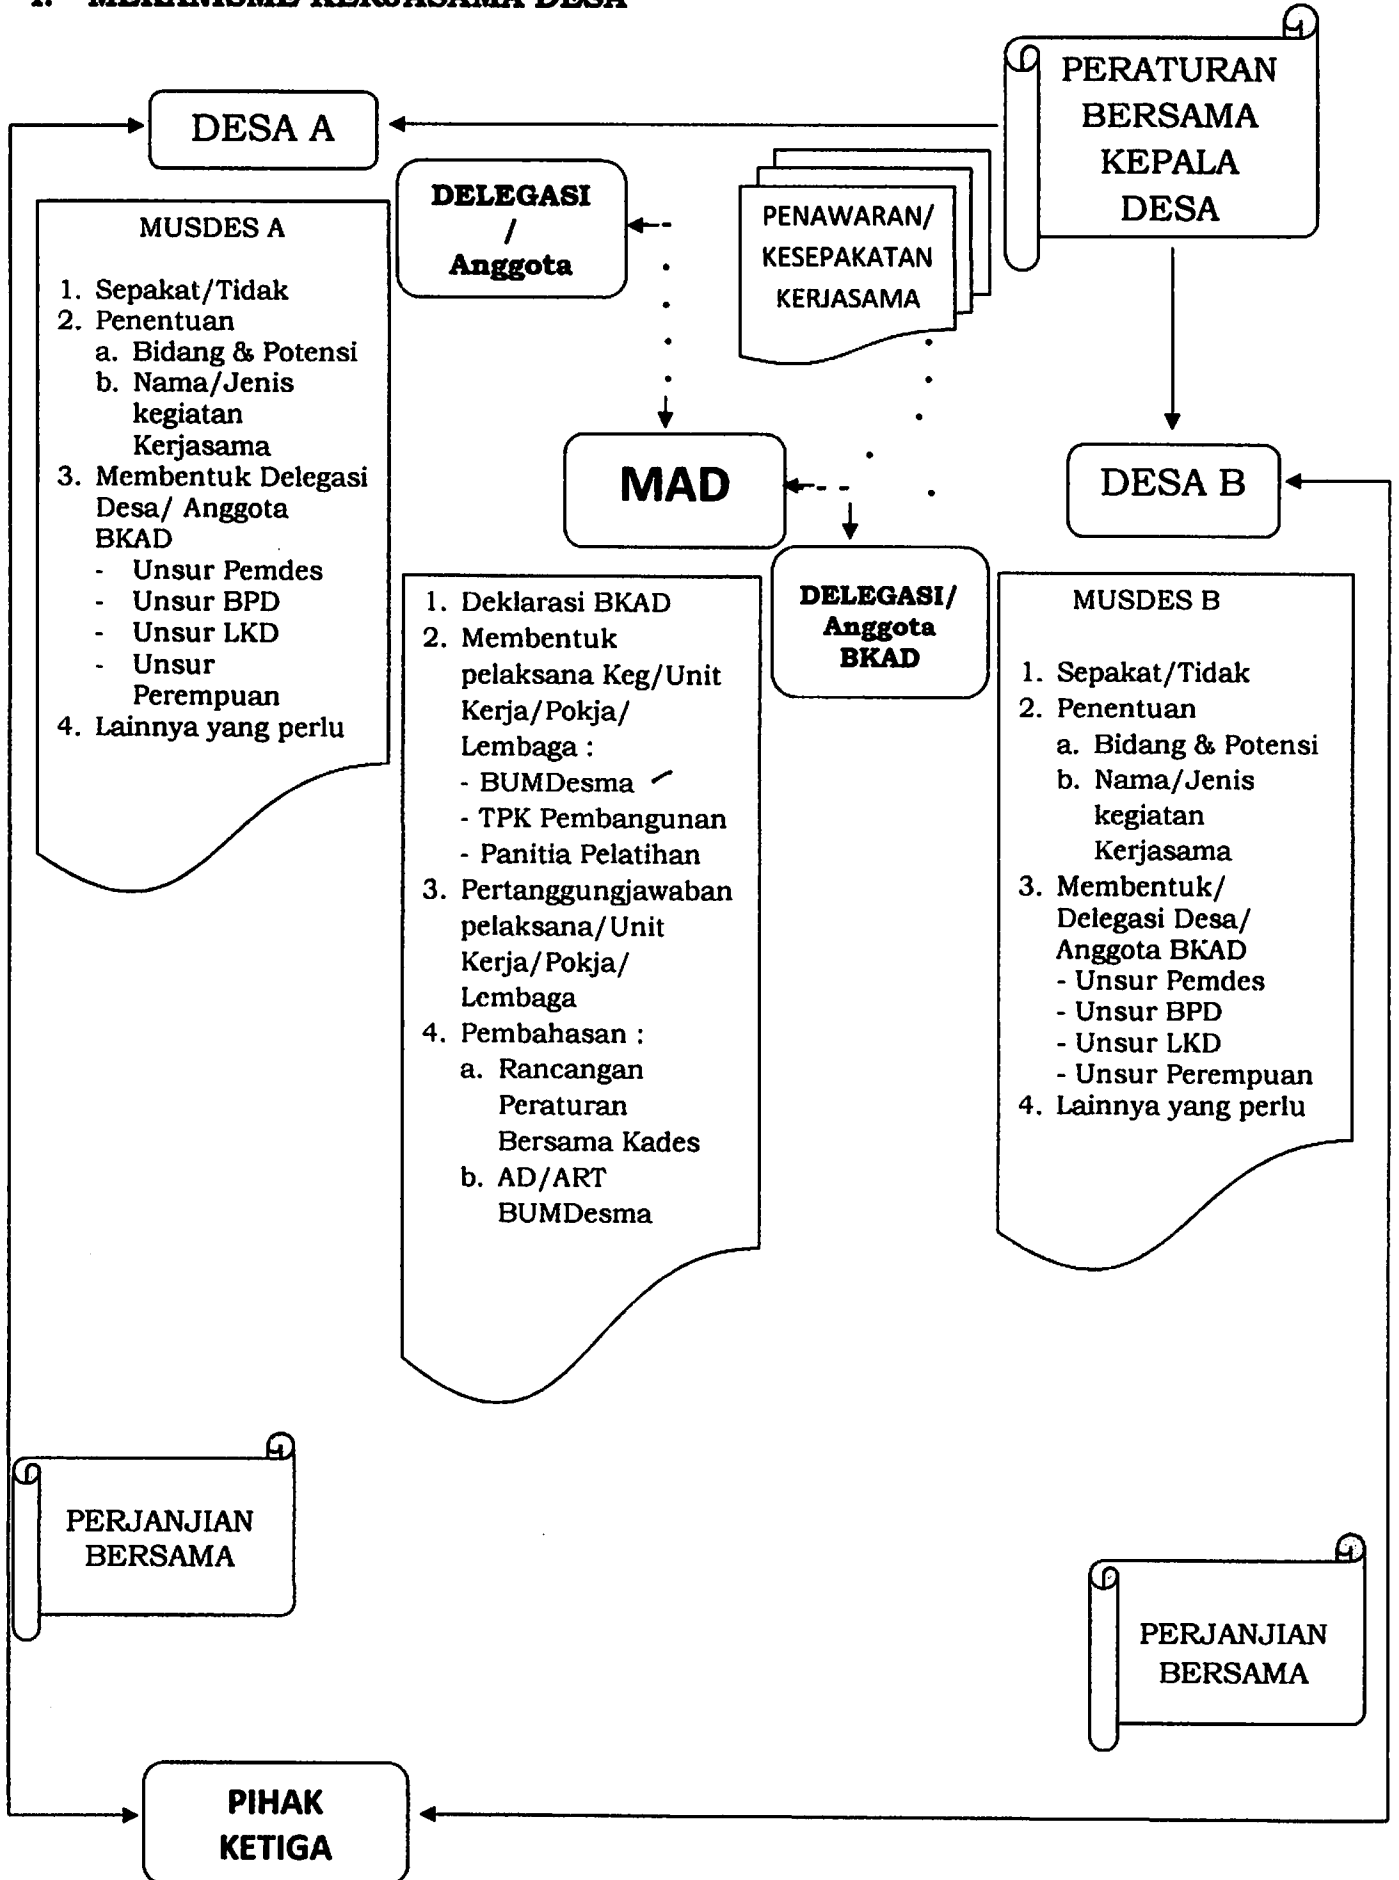 I. MEKANISME KERJASAMA DESA
PERATURAN
BERSAMA
KEPALA
DESA
DESA A
DELEGASI
/
Anggota
PENAWARAN/
KESEPAKATAN
KERJASAMA
MUSDES A
1. Sepakat/Tidak
2. Penentuan
a. Bidang & Potensi
b. Nama/Jenis
kegiatan
Kerjasama
3. Membentuk Delegasi
Desa/ Anggota
BKAD
- Unsur Pemdes
- Unsur BPD
- Unsur LKD
- Unsur
Perempuan
4. Lainnya yang perlu
MAD
DESA B
DELEGASI/
Anggota
BKAD
1. Deklarasi BKAD
2. Membentuk
pelaksana Keg/Unit
Kerja/Pokja/
Lembaga :
- BUMDesma
- TPK Pembangunan
- Panitia Pelatihan
3. Pertanggungjawaban
pelaksana/Unit
Kerja/Pokja/
Lembaga
4. Pembahasan :
a. Rancangan
Peraturan
Bersama Kades
b. AD/ART
BUMDesma
MUSDES B
1. Sepakat/Tidak
2. Penentuan
a. Bidang & Potensi
b. Nama/Jenis
kegiatan
Kerjasama
3. Membentuk/
Delegasi Desa/
Anggota BKAD
- Unsur Pemdes
- Unsur BPD
- Unsur LKD
- Unsur Perempuan
4. Lainnya yang perlu
PERJANJIAN
BERSAMA
PERJANJIAN
BERSAMA
PIHAK
KETIGA